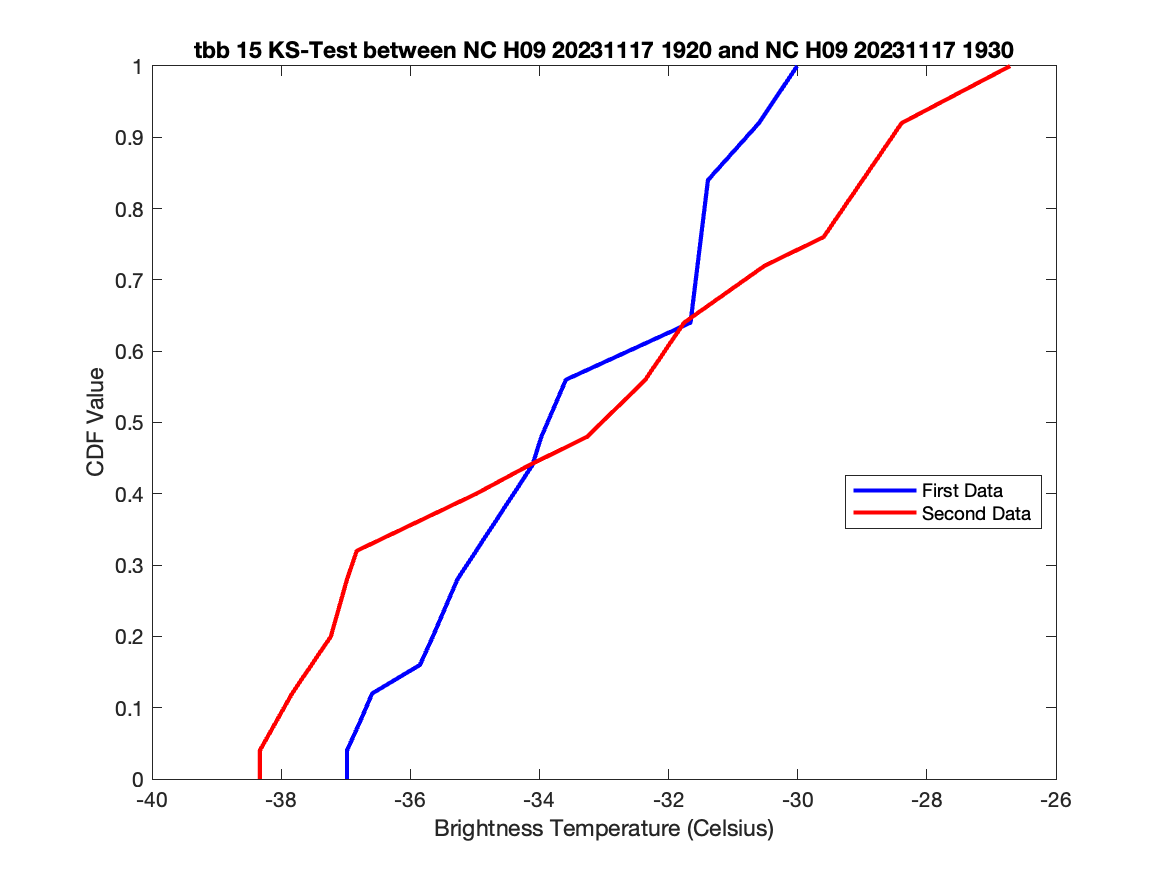 tbb 15 KS-Test between NC H09 20231117 1920 and NC H09 20231117 1930
1
0.9
0.8
0.7
0.6
0.5
0.4
0.3
0.2
0.1
0
CDF Value
First Data
Second Data
-40 -38 -36 -34 -32 -30 -28 -26
Brightness Temperature (Celsius)